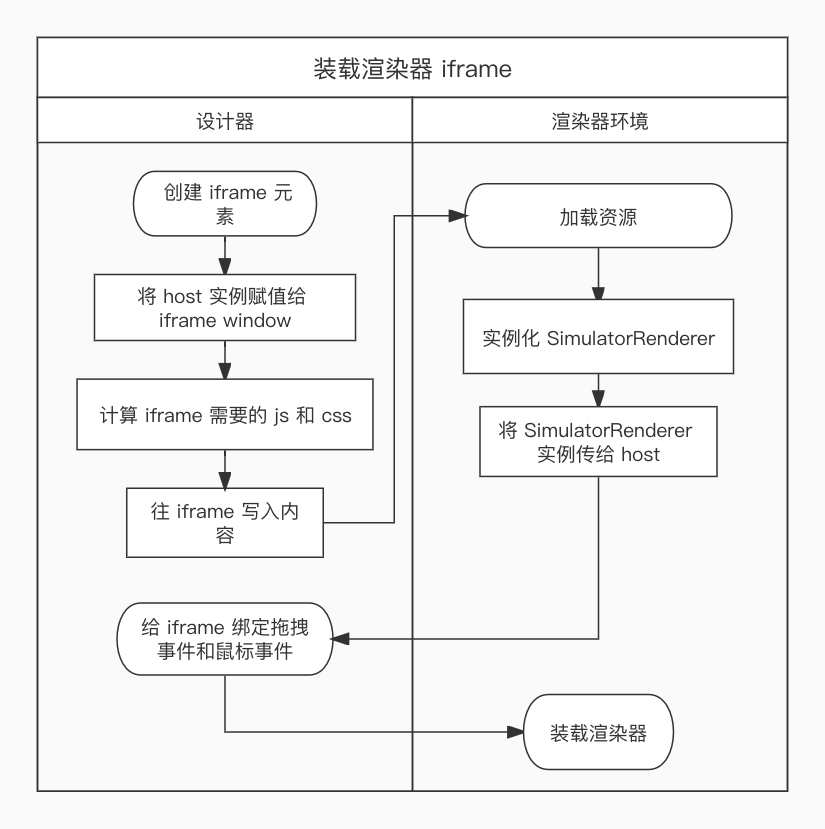 装载渲染器 iframe
设计器
渲染器环境
创建 iframe 元
素
将 host 实例赋值给
iframe window
计算 iframe 需要的 js 和 css
往 iframe 写入内
容
加载资源
实例化 SimulatorRenderer
将 SimulatorRenderer
实例传给 host
给 iframe 绑定拖拽
事件和鼠标事件
装载渲染器